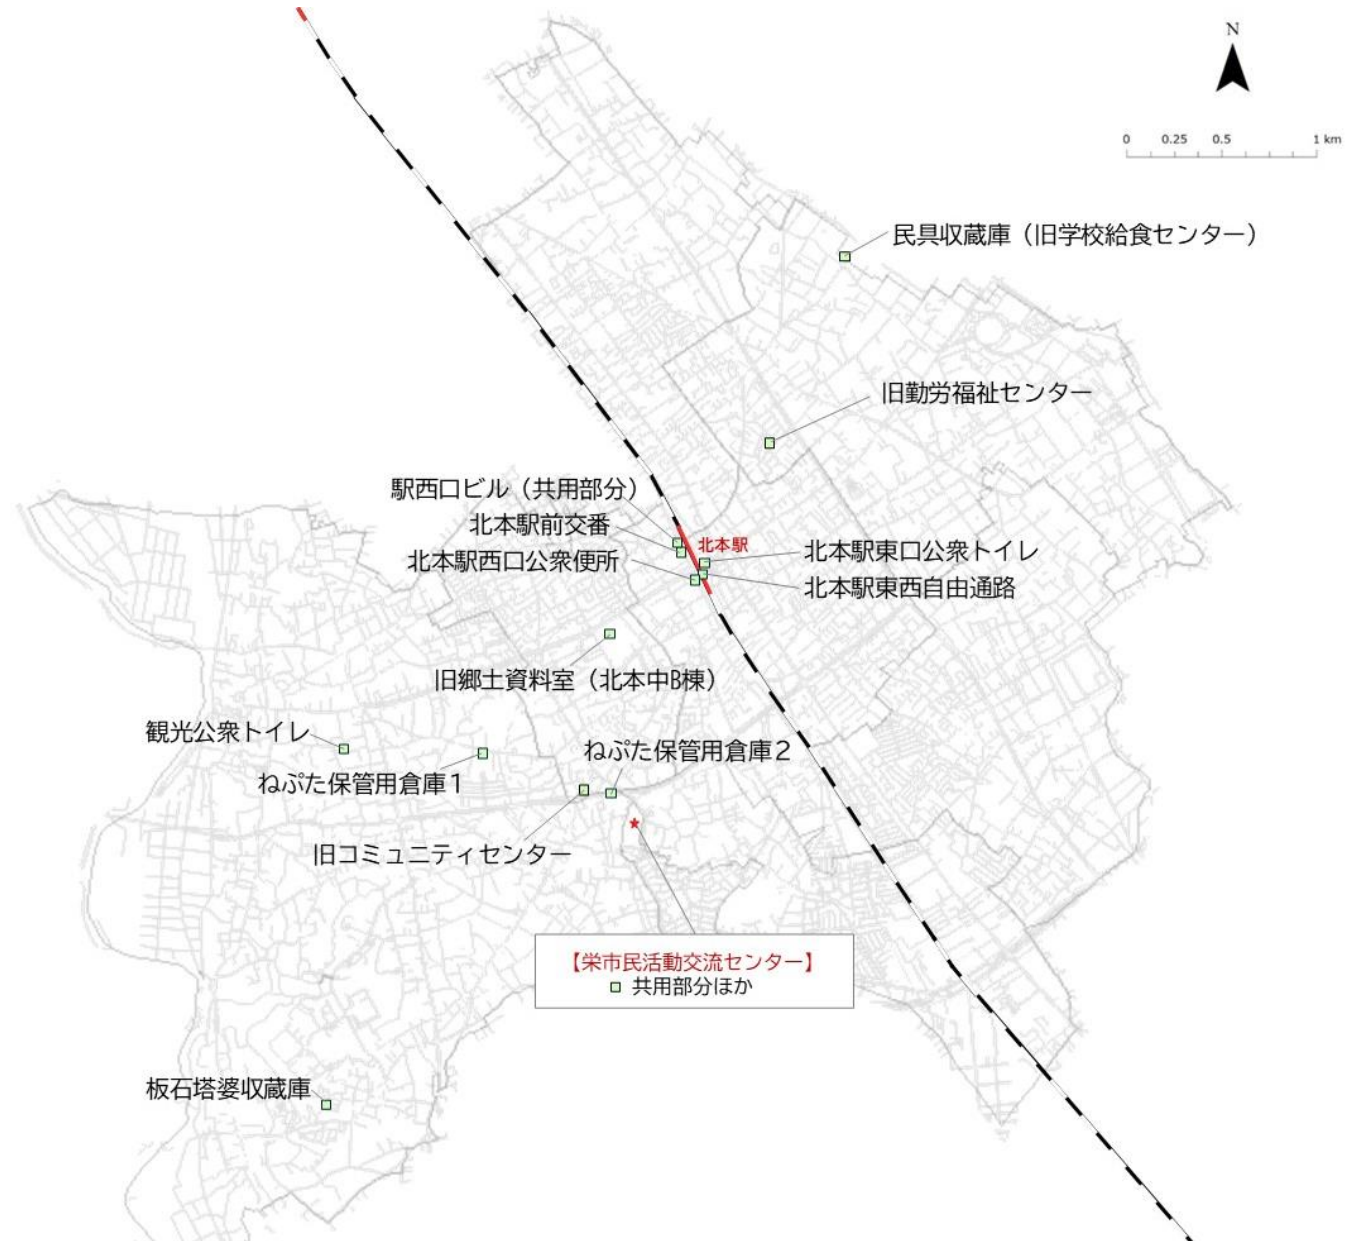 N
0 0.25 0.5 1 km
民具収蔵庫（旧学校給食センター）
旧勤労福祉センター
駅西口ビル（共用部分）
北本駅前交番
北本駅
北本駅東口公衆トイレ
北本駅西口公衆便所
北本駅東西自由通路
旧郷土資料室（北本中B棟）
観光公衆トイレ
ねぷた保管用倉庫２
ねぷた保管用倉庫１
旧コミュニティセンター
【栄市民活動交流センター】
共用部分ほか
板石塔婆収蔵庫